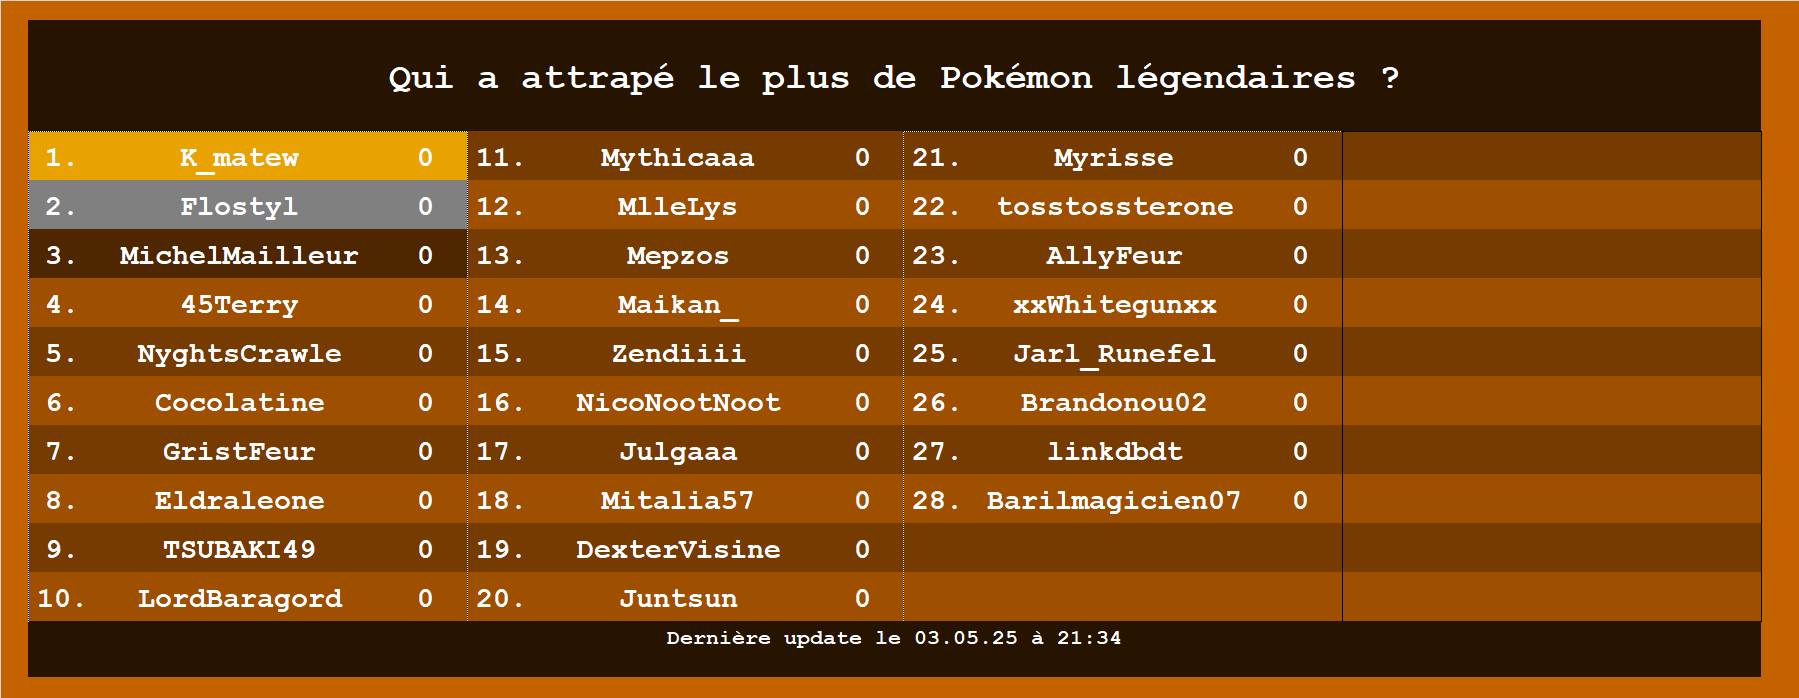 Qui a attrapé le plus de Pokémon légendaires ?
1. K_matew 0 11. Mythicaaa 0 21. Myrisse 0
2. Flostyl 0 12. MlleLys 0 22. tosstossterone 0
3. MichelMailleur 0 13. Mepzos 0 23. AllyFeur 0
4. 45Terry 0 14. Maikan_ 0 24. xxWhitegunxx 0
5. NyghtsCrawle 0 15. Zendiiii 0 25. Jarl_Runefel 0
6. Cocolatine 0 16. NicoNootNoot 0 26. Brandonou02 0
7. GristFeur 0 17. Julgaaa 0 27. linkdbdt 0
8. Eldraleone 0 18. Mitalia57 0 28. Barilmagicien07 0
9. TSUBAKI49 0 19. DexterVisine 0
10. LordBaragord 0 20. Juntsun 0
Dernière update le 03.05.25 à 21:34